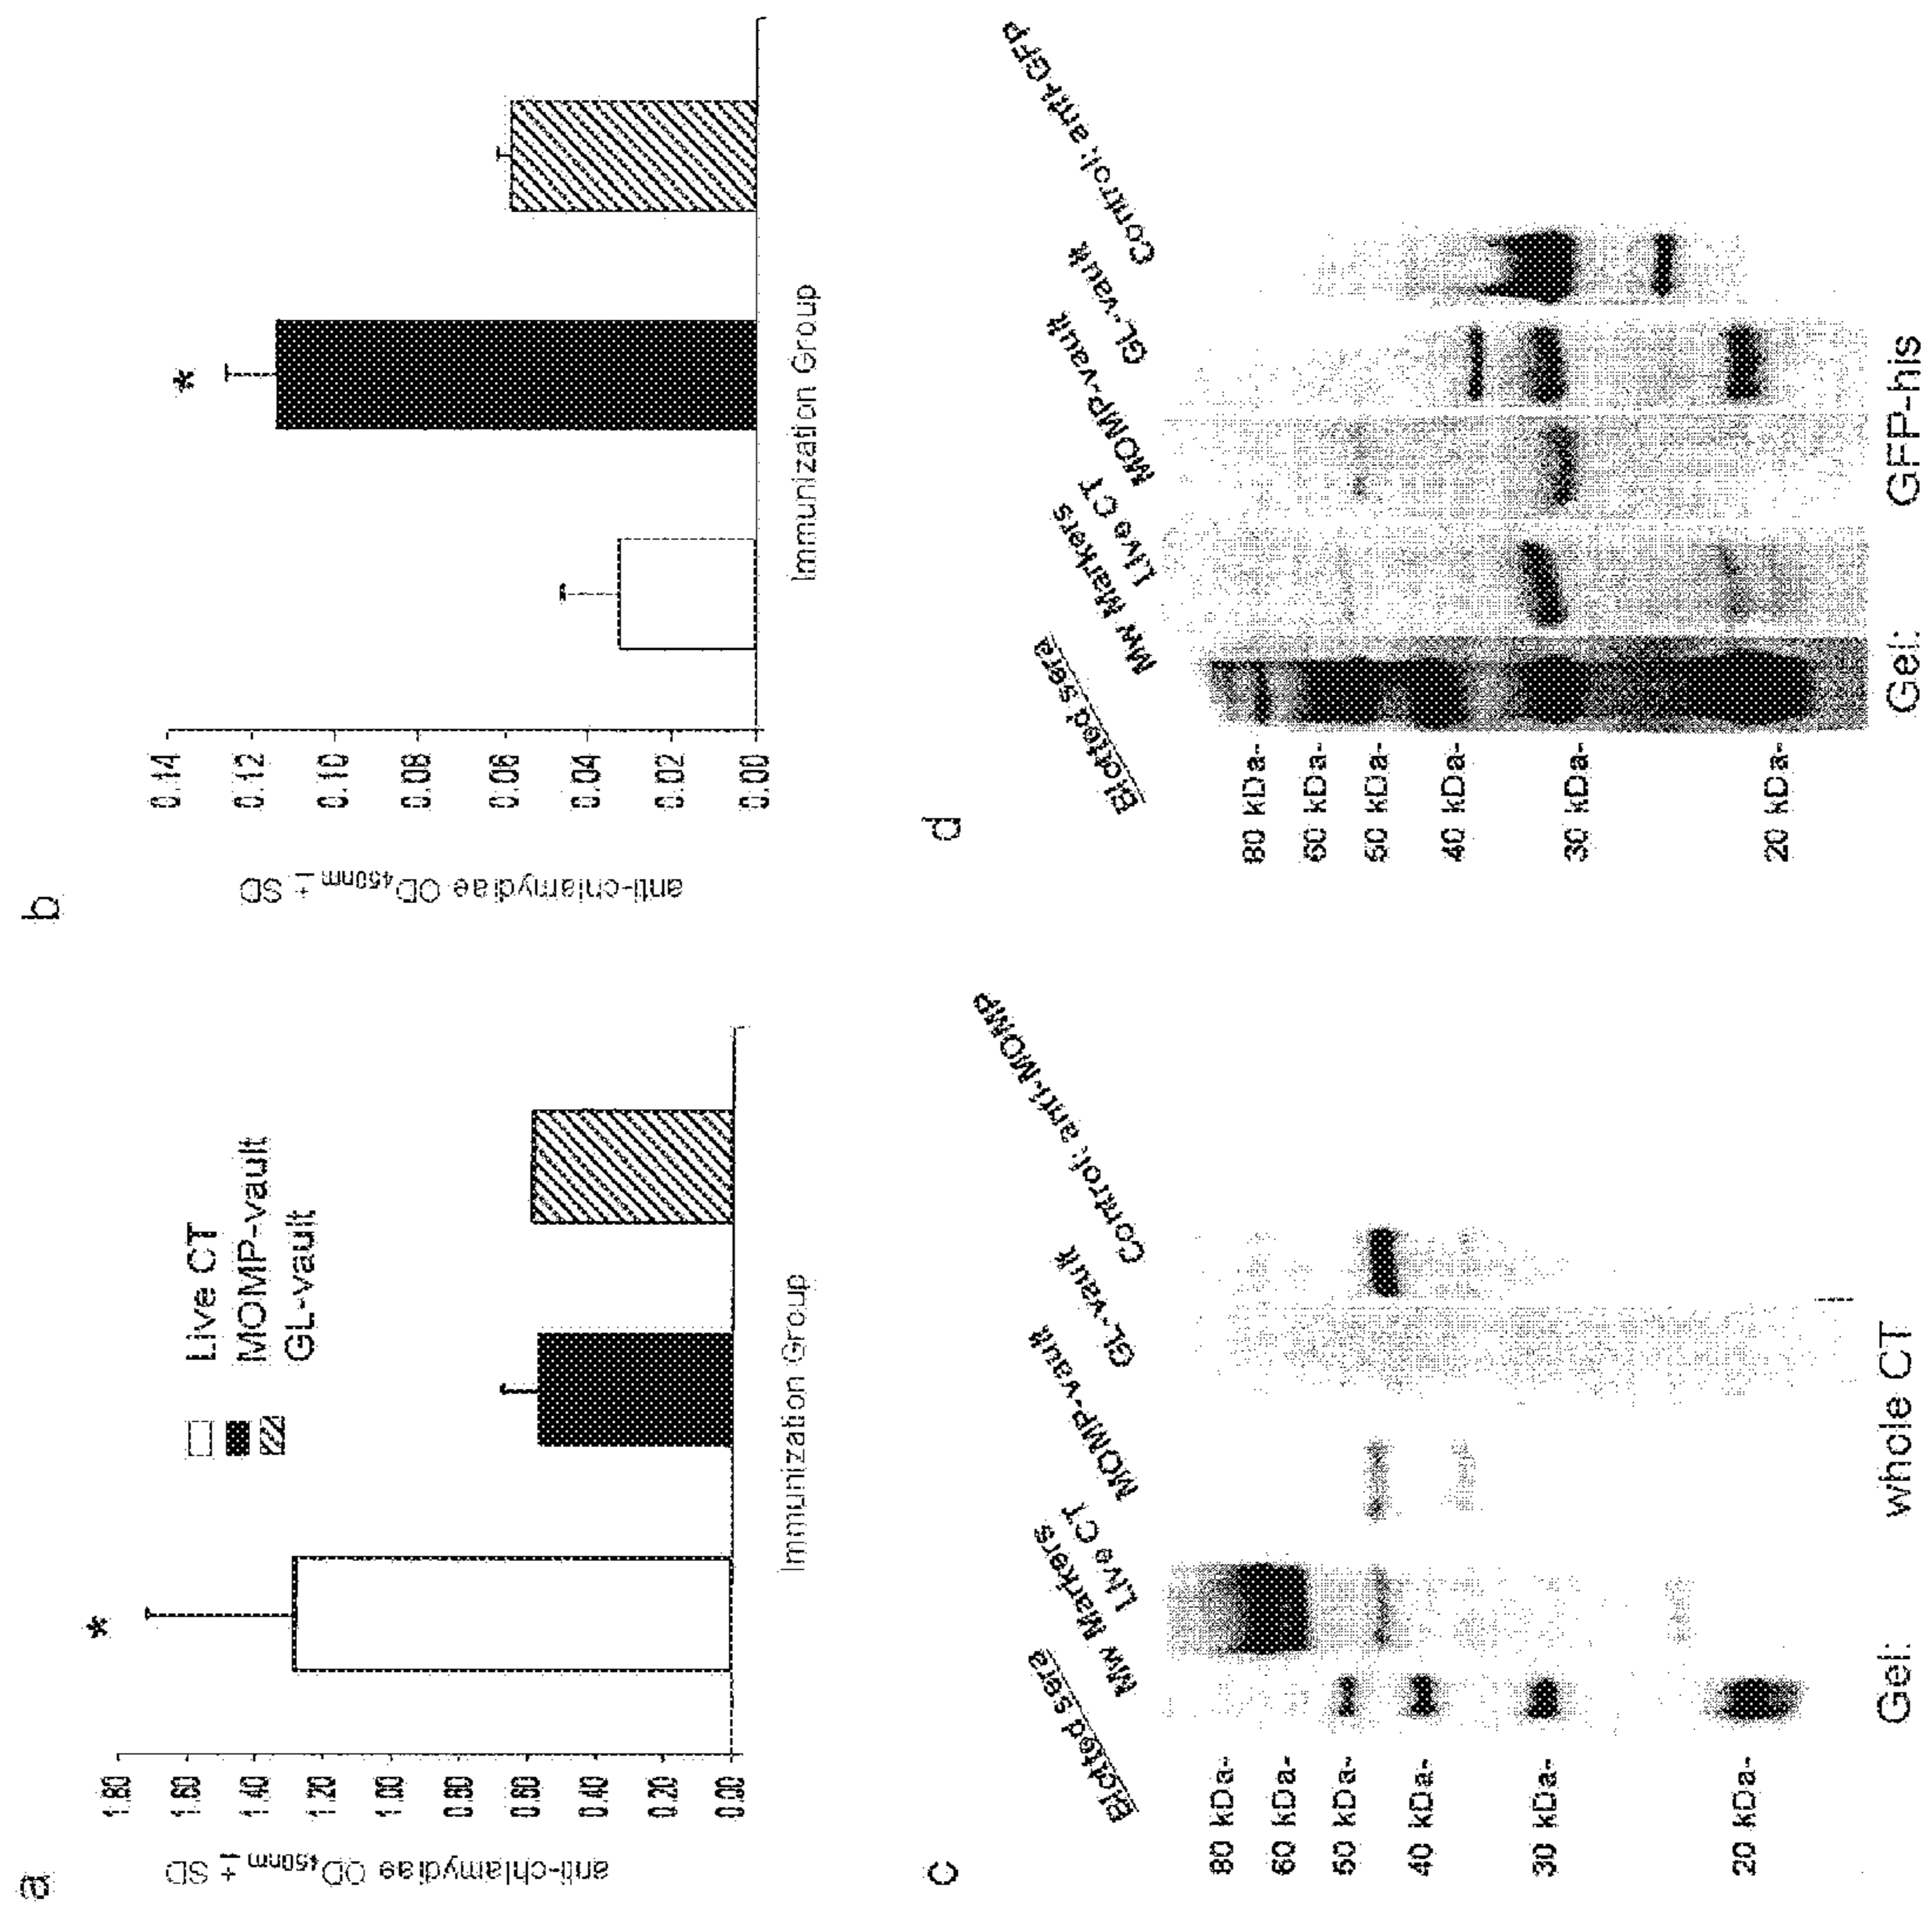 a
anti-chlamydiae OD450nm ± SD
1.80
1.60
1.40
1.20
1.00
0.80
0.60
0.40
0.20
0.00
*
Live CT
MOMP-vault
GL-vault
Immunization Group
b
anti-chlamydiae OD450nm ± SD
0.14
0.12
0.10
0.08
0.06
0.04
0.02
0.00
*
Immunization Group
c
Blotted sera
MW Markers
Live CT
MOMP-vault
GL-vault
Control: anti-MOMP
80 kDa-
60 kDa-
50 kDa-
40 kDa-
30 kDa-
20 kDa-
Gel: whole CT
d
Blotted sera
MW Markers
Live CT
MOMP-vault
GL-vault
Control: anti-GFP
80 kDa-
60 kDa-
50 kDa-
40 kDa-
30 kDa-
20 kDa-
Gel: GFP-his